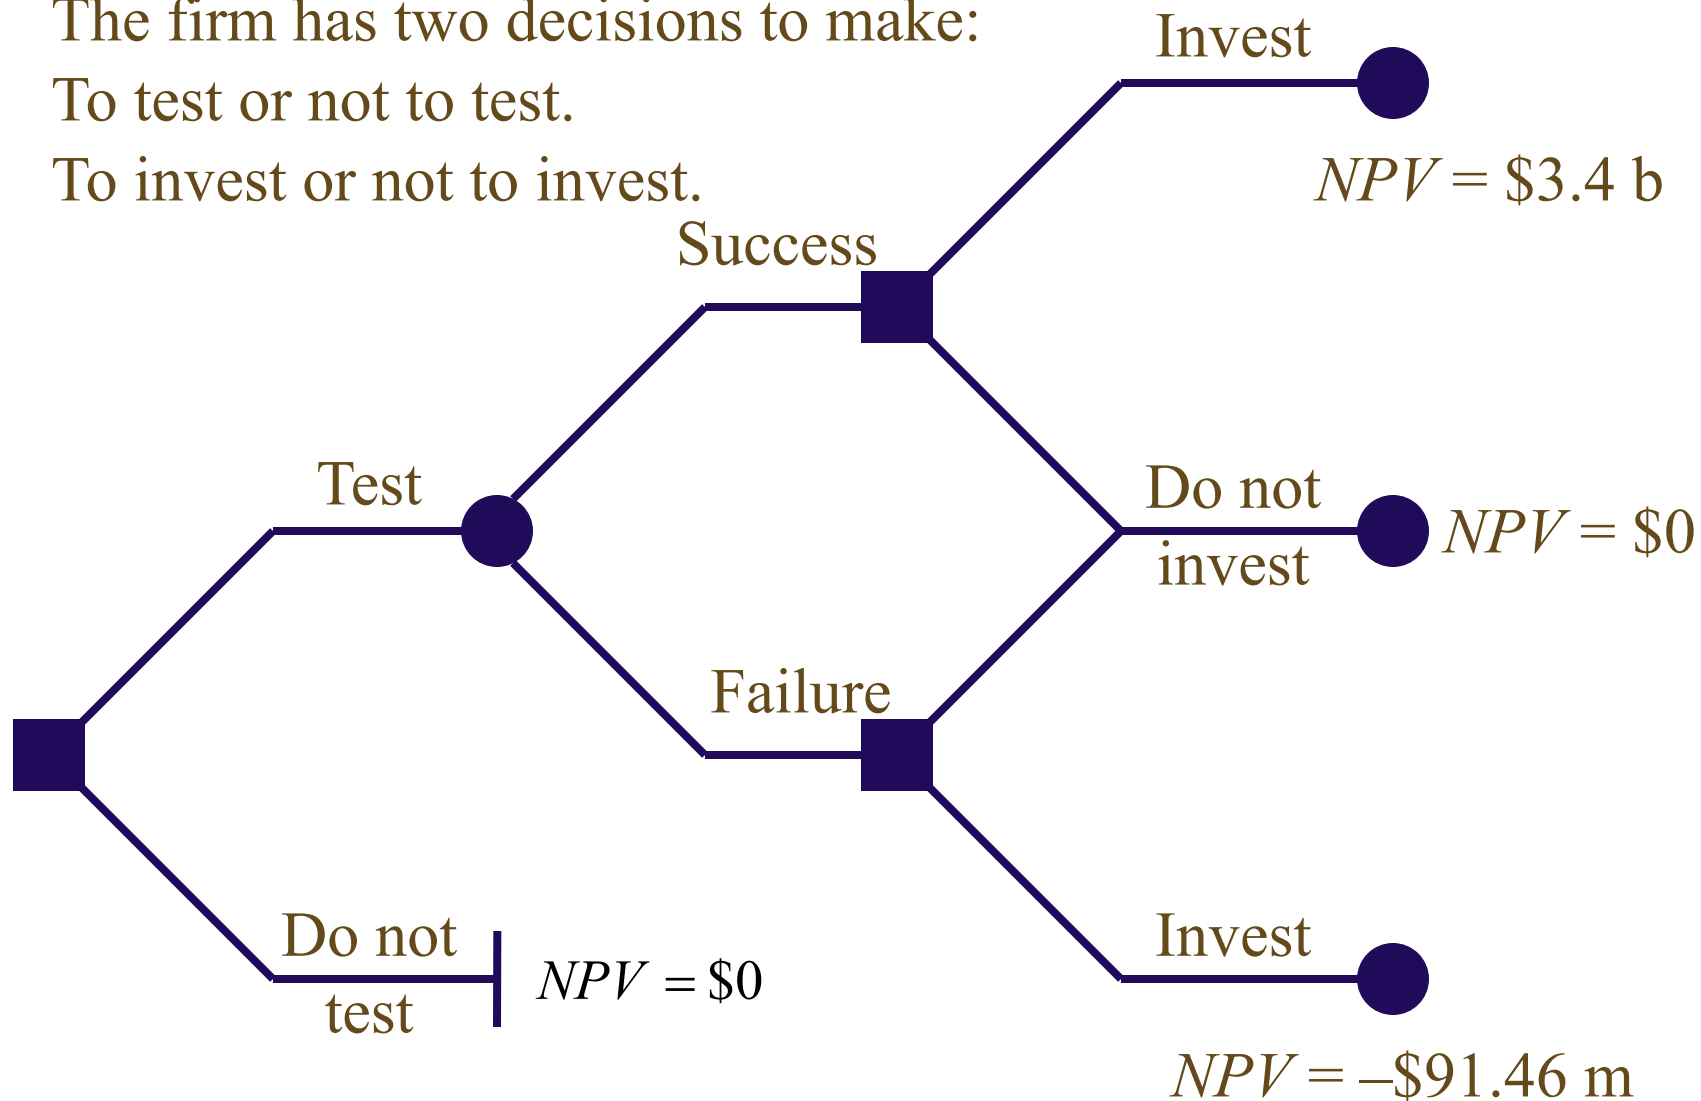 The firm has two decisions to make:
To test or not to test.
To invest or not to invest.
Invest
NPV = $3.4 b
Success
Test
Do not
invest
NPV = $0
Failure
Do not
test
NPV = $0
Invest
NPV = –$91.46 m